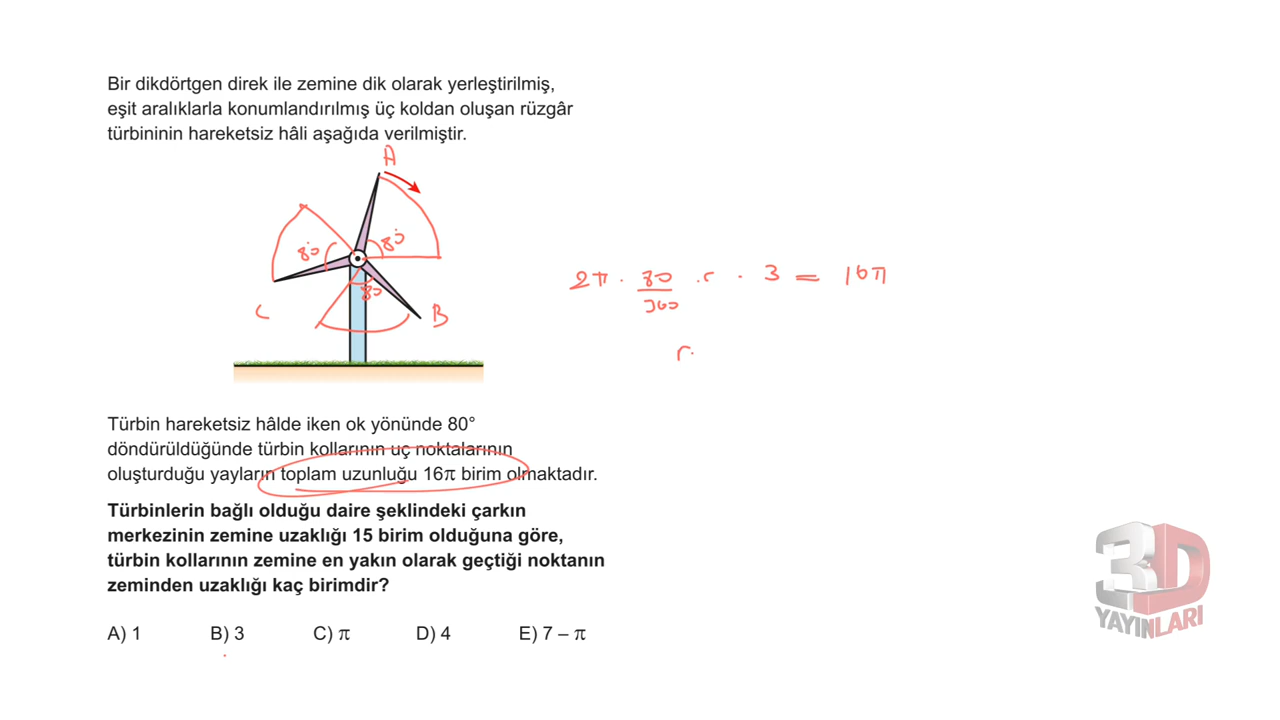 Bir dikdörtgen direk ile zemine dik olarak yerleştirilmiş,
eşit aralıklarla konumlandırılmış üç koldan oluşan rüzgâr
türbininin hareketsiz hâli aşağıda verilmiştir.
A
80°
80°
80
C
B
2π · 80/360 · r · 3 = 16π
r
Türbin hareketsiz hâlde iken ok yönünde 80°
döndürüldüğünde türbin kollarının uç noktalarının
oluşturduğu yayların toplam uzunluğu 16π birim olmaktadır.
Türbinlerin bağlı olduğu daire şeklindeki çarkın
merkezinin zemine uzaklığı 15 birim olduğuna göre,
türbin kollarının zemine en yakın olarak geçtiği noktanın
zeminden uzaklığı kaç birimdir?
A) 1 B) 3 C) π D) 4 E) 7 – π
3D
YAYINLARI